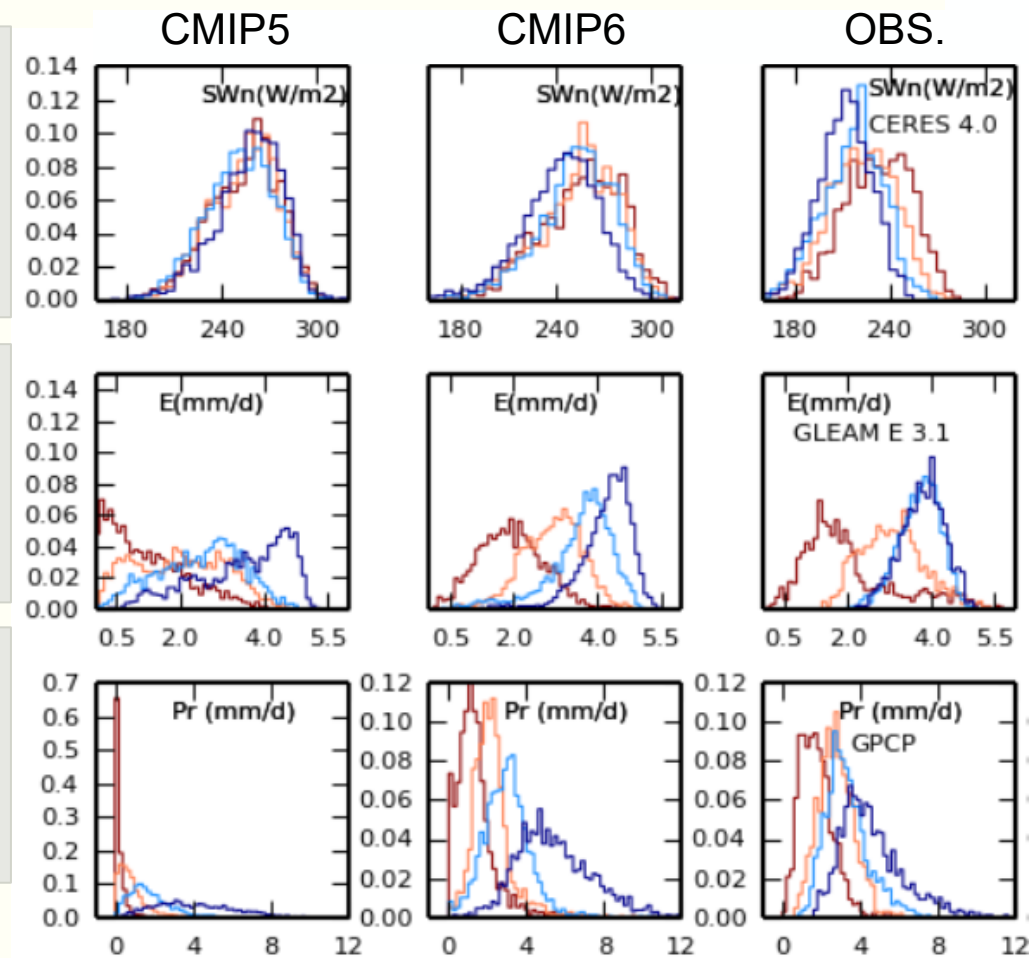 CMIP5 CMIP6 OBS.
0.14 SWn(W/m2) SWn(W/m2) SWn(W/m2)
0.12 CERES 4.0
0.10
0.08
0.06
0.04
0.02
0.00
180 240 300 180 240 300 180 240 300
0.14 E(mm/d) E(mm/d) E(mm/d)
0.12 GLEAM E 3.1
0.10
0.08
0.06
0.04
0.02
0.00
0.5 2.0 4.0 5.5 0.5 2.0 4.0 5.5 0.5 2.0 4.0 5.5
0.7 0.12 0.12
Pr (mm/d) Pr (mm/d) Pr (mm/d)
0.6 0.10 0.10 GPCP
0.5 0.08 0.08
0.4 0.06 0.06
0.3 0.04 0.04
0.2 0.02 0.02
0.1 0.00 0.00
0.0
0 4 8 12 0 4 8 12 0 4 8 12